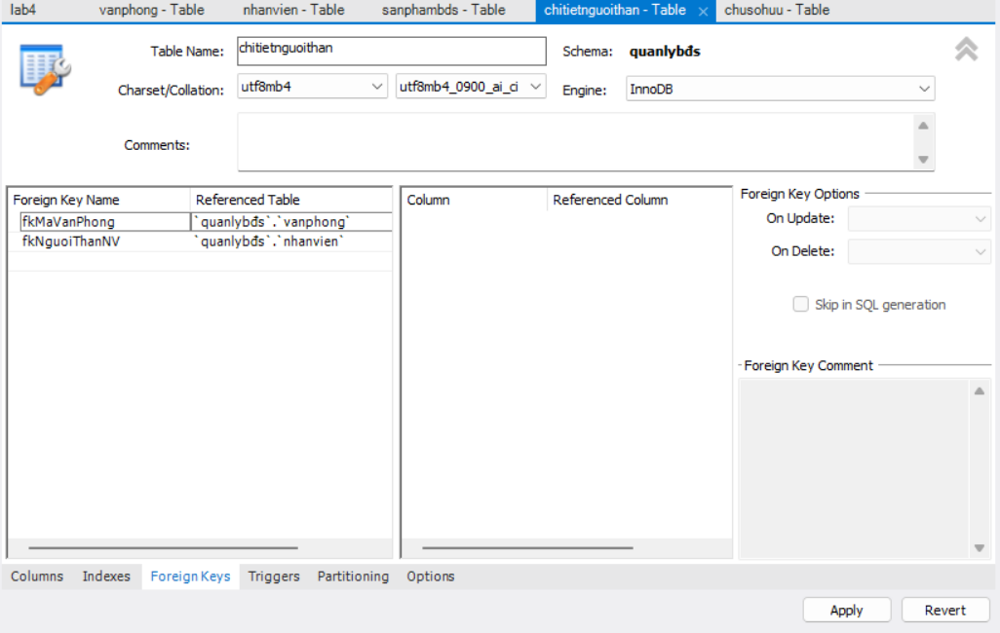 lab4 vanphong - Table nhanvien - Table sanphambds - Table chitietnguoithan - Table × chusohuu - Table
Table Name: chitietnguoithan Schema: quanlybđs
Charset/Collation: utf8mb4 utf8mb4_0900_ai_ci Engine: InnoDB
Comments:
Foreign Key Name Referenced Table Column Referenced Column Foreign Key Options
fkMaVanPhong `quanlybđs`.`vanphong` On Update:
fkNguoiThanNV `quanlybđs`.`nhanvien` On Delete:
Skip in SQL generation
Foreign Key Comment
Columns Indexes Foreign Keys Triggers Partitioning Options
Apply Revert